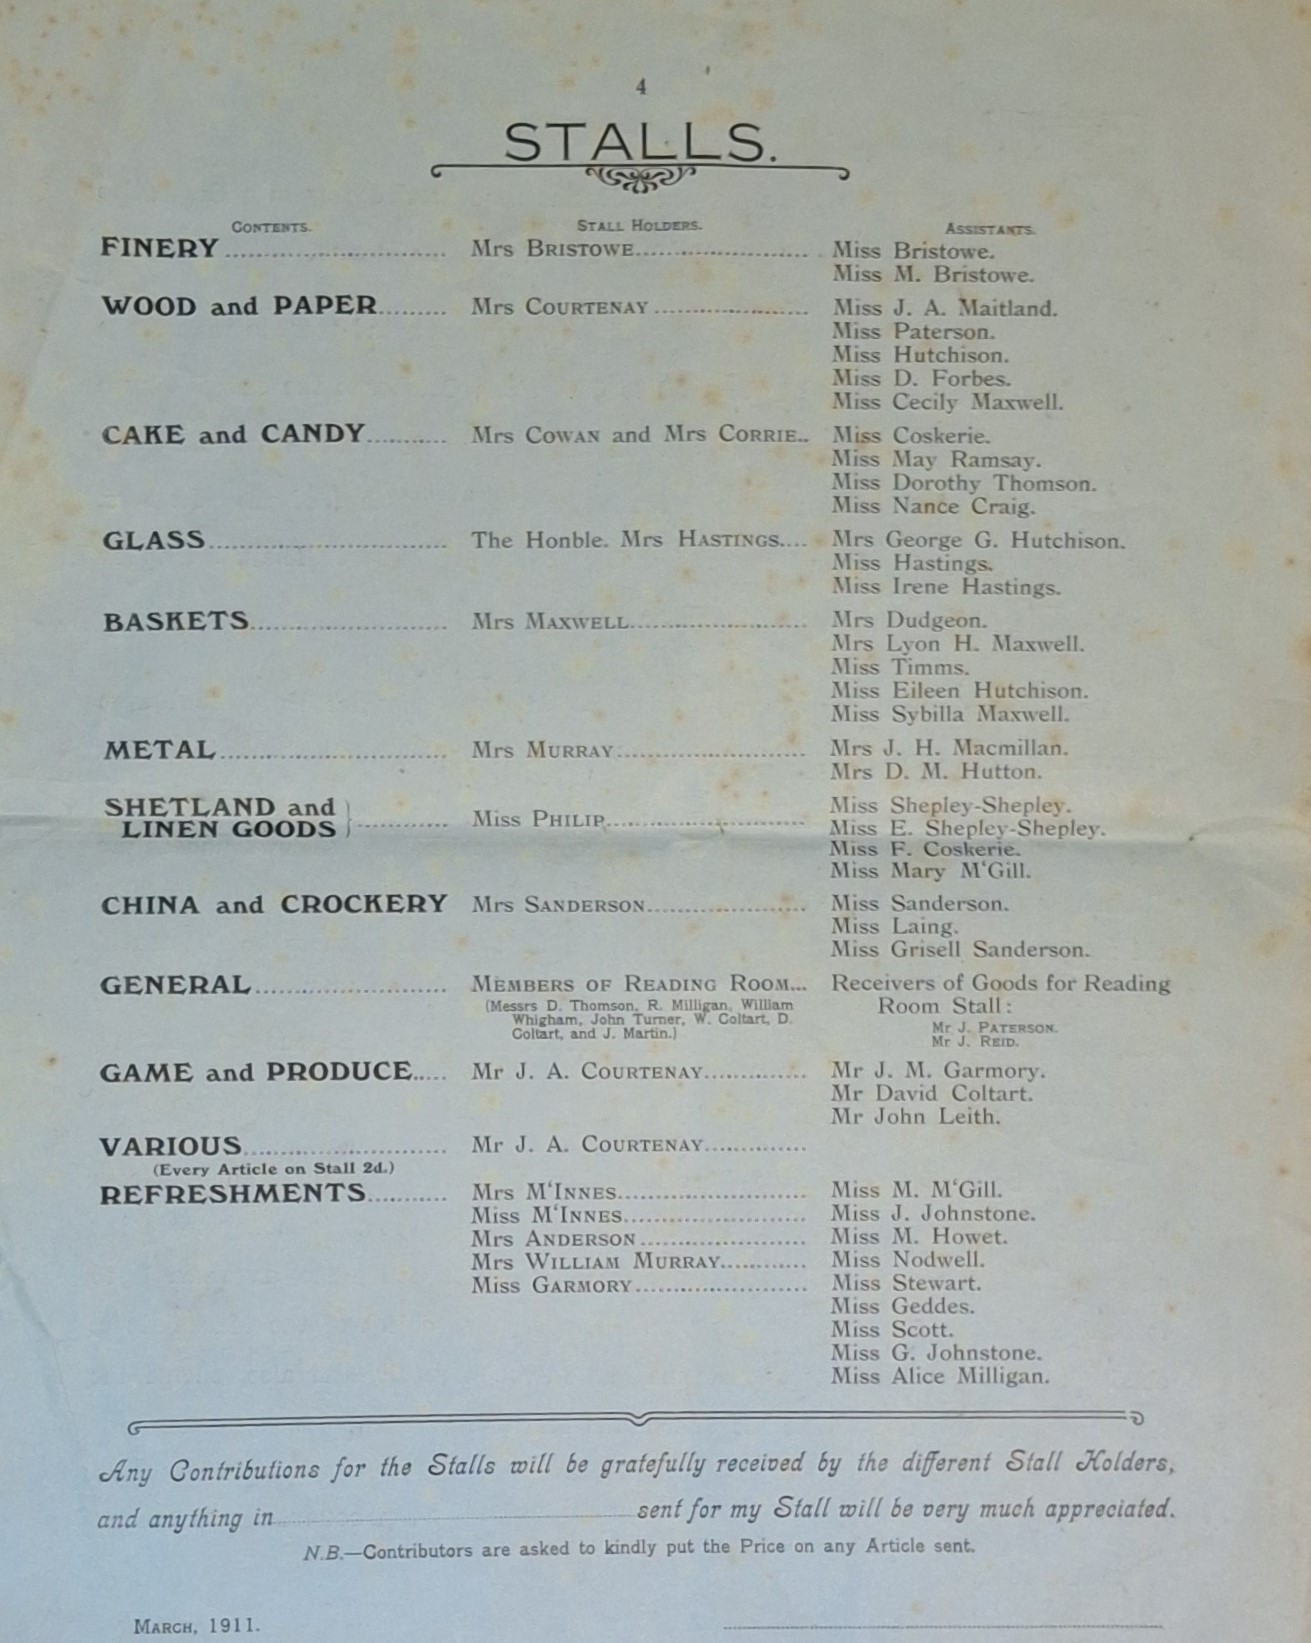 4
STALLS.
CONTENTS. STALL HOLDERS. ASSISTANTS.
FINERY Mrs BRISTOWE Miss Bristowe.
Miss M. Bristowe.
WOOD and PAPER Mrs COURTENAY Miss J. A. Maitland.
Miss Paterson.
Miss Hutchison.
Miss D. Forbes.
Miss Cecily Maxwell.
CAKE and CANDY Mrs COWAN and Mrs CORRIE Miss Coskerie.
Miss May Ramsay.
Miss Dorothy Thomson.
Miss Nance Craig.
GLASS The Honble. Mrs HASTINGS Mrs George G. Hutchison.
Miss Hastings.
Miss Irene Hastings.
BASKETS Mrs MAXWELL Mrs Dudgeon.
Mrs Lyon H. Maxwell.
Miss Timms.
Miss Eileen Hutchison.
Miss Sybilla Maxwell.
METAL Mrs MURRAY Mrs J. H. Macmillan.
Mrs D. M. Hutton.
SHETLAND and Miss Shepley-Shepley.
LINEN GOODS Miss PHILIP Miss E. Shepley-Shepley.
Miss F. Coskerie.
Miss Mary M'Gill.
CHINA and CROCKERY Mrs SANDERSON Miss Sanderson.
Miss Laing.
Miss Grisell Sanderson.
GENERAL MEMBERS OF READING ROOM Receivers of Goods for Reading
(Messrs D. Thomson, R. Milligan, William Room Stall:
Whigham, John Turner, W. Coltart, D. Mr J. PATERSON.
Coltart, and J. Martin.) Mr J. REID.
GAME and PRODUCE Mr J. A. COURTENAY Mr J. M. Garmory.
Mr David Coltart.
Mr John Leith.
VARIOUS Mr J. A. COURTENAY
(Every Article on Stall 2d.)
REFRESHMENTS Mrs M'INNES Miss M. M'Gill.
Miss M'INNES Miss J. Johnstone.
Mrs ANDERSON Miss M. Howet.
Mrs WILLIAM MURRAY Miss Nodwell.
Miss GARMORY Miss Stewart.
Miss Geddes.
Miss Scott.
Miss G. Johnstone.
Miss Alice Milligan.
Any Contributions for the Stalls will be gratefully received by the different Stall Holders,
and anything in sent for my Stall will be very much appreciated.
N.B.—Contributors are asked to kindly put the Price on any Article sent.
MARCH, 1911.